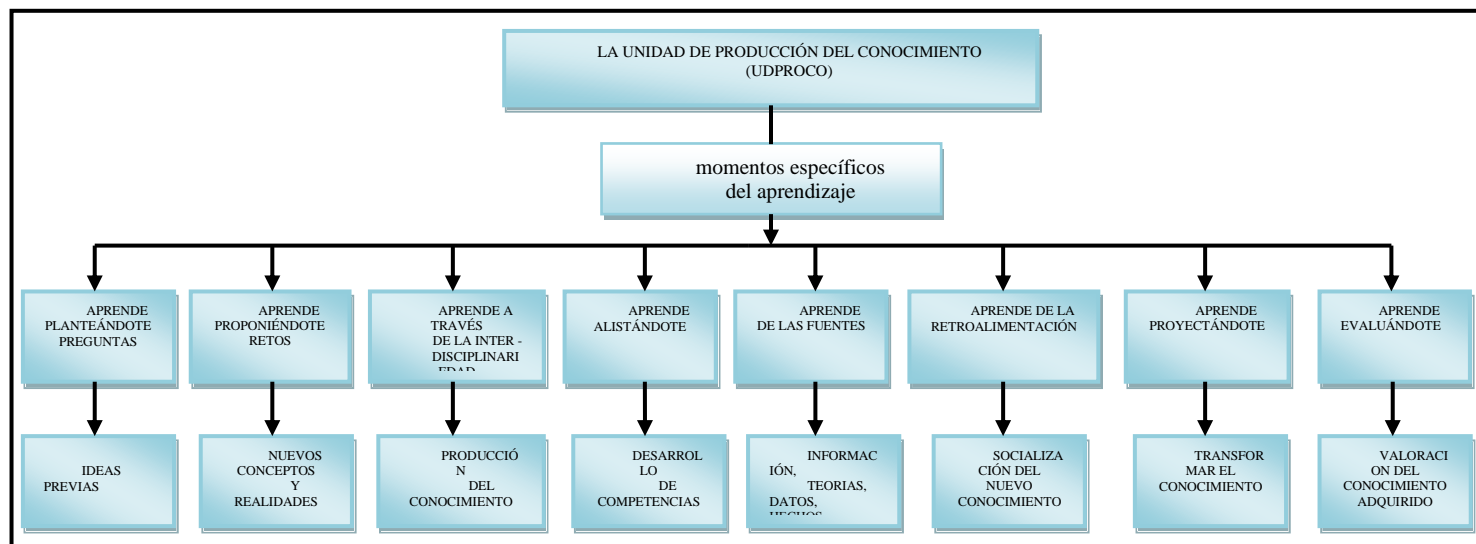 LA UNIDAD DE PRODUCCIÓN DEL CONOCIMIENTO
(UDPROCO)
momentos específicos
del aprendizaje
APRENDE
PLANTEÁNDOTE
PREGUNTAS
APRENDE
PROPONIÉNDOTE
RETOS
APRENDE A
TRAVÉS
DE LA INTER -
DISCIPLINARI
EDAD
APRENDE
ALISTÁNDOTE
APRENDE
DE LAS FUENTES
APRENDE DE LA
RETROALIMENTACIÓN
APRENDE
PROYECTÁNDOTE
APRENDE
EVALUÁNDOTE
IDEAS
PREVIAS
NUEVOS
CONCEPTOS
Y
REALIDADES
PRODUCCIÓ
N
DEL
CONOCIMIENTO
DESARROL
LO
DE
COMPETENCIAS
INFORMAC
IÓN,
TEORIAS,
DATOS,
HECHOS
SOCIALIZA
CIÓN DEL
NUEVO
CONOCIMIENTO
TRANSFOR
MAR EL
CONOCIMIENTO
VALORACI
ON DEL
CONOCIMIENTO
ADQUIRIDO